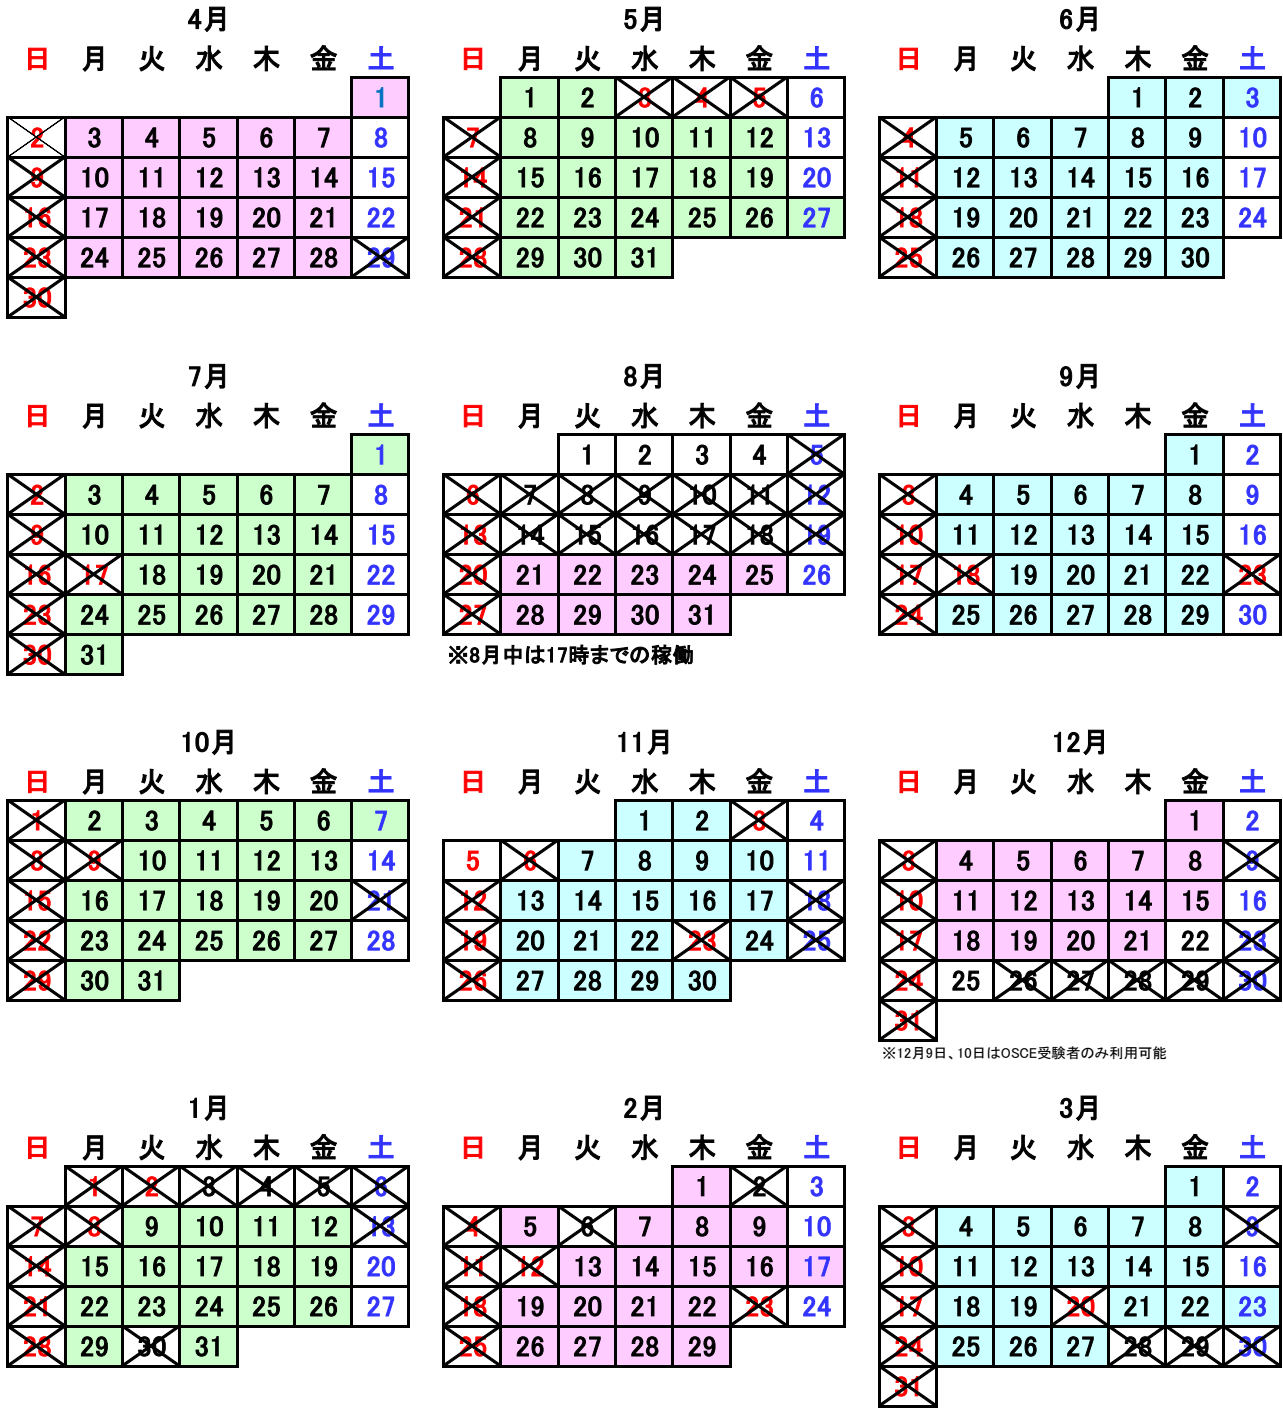 4月
日 月 火 水 木 金 土
1
2 3 4 5 6 7 8
9 10 11 12 13 14 15
16 17 18 19 20 21 22
23 24 25 26 27 28 29
30
5月
日 月 火 水 木 金 土
1 2 3 4 5 6
7 8 9 10 11 12 13
14 15 16 17 18 19 20
21 22 23 24 25 26 27
28 29 30 31
6月
日 月 火 水 木 金 土
1 2 3
4 5 6 7 8 9 10
11 12 13 14 15 16 17
18 19 20 21 22 23 24
25 26 27 28 29 30
7月
日 月 火 水 木 金 土
1
2 3 4 5 6 7 8
9 10 11 12 13 14 15
16 17 18 19 20 21 22
23 24 25 26 27 28 29
30 31
8月
日 月 火 水 木 金 土
1 2 3 4 5
6 7 8 9 10 11 12
13 14 15 16 17 18 19
20 21 22 23 24 25 26
27 28 29 30 31
※8月中は17時までの稼働
9月
日 月 火 水 木 金 土
1 2
3 4 5 6 7 8 9
10 11 12 13 14 15 16
17 18 19 20 21 22 23
24 25 26 27 28 29 30
10月
日 月 火 水 木 金 土
1 2 3 4 5 6 7
8 9 10 11 12 13 14
15 16 17 18 19 20 21
22 23 24 25 26 27 28
29 30 31
11月
日 月 火 水 木 金 土
1 2 3 4
5 6 7 8 9 10 11
12 13 14 15 16 17 18
19 20 21 22 23 24 25
26 27 28 29 30
12月
日 月 火 水 木 金 土
1 2
3 4 5 6 7 8 9
10 11 12 13 14 15 16
17 18 19 20 21 22 23
24 25 26 27 28 29 30
31
※12月9日、10日はOSCE受験者のみ利用可能
1月
日 月 火 水 木 金 土
1 2 3 4 5 6
7 8 9 10 11 12 13
14 15 16 17 18 19 20
21 22 23 24 25 26 27
28 29 30 31
2月
日 月 火 水 木 金 土
1 2 3
4 5 6 7 8 9 10
11 12 13 14 15 16 17
18 19 20 21 22 23 24
25 26 27 28 29
3月
日 月 火 水 木 金 土
1 2
3 4 5 6 7 8 9
10 11 12 13 14 15 16
17 18 19 20 21 22 23
24 25 26 27 28 29 30
31